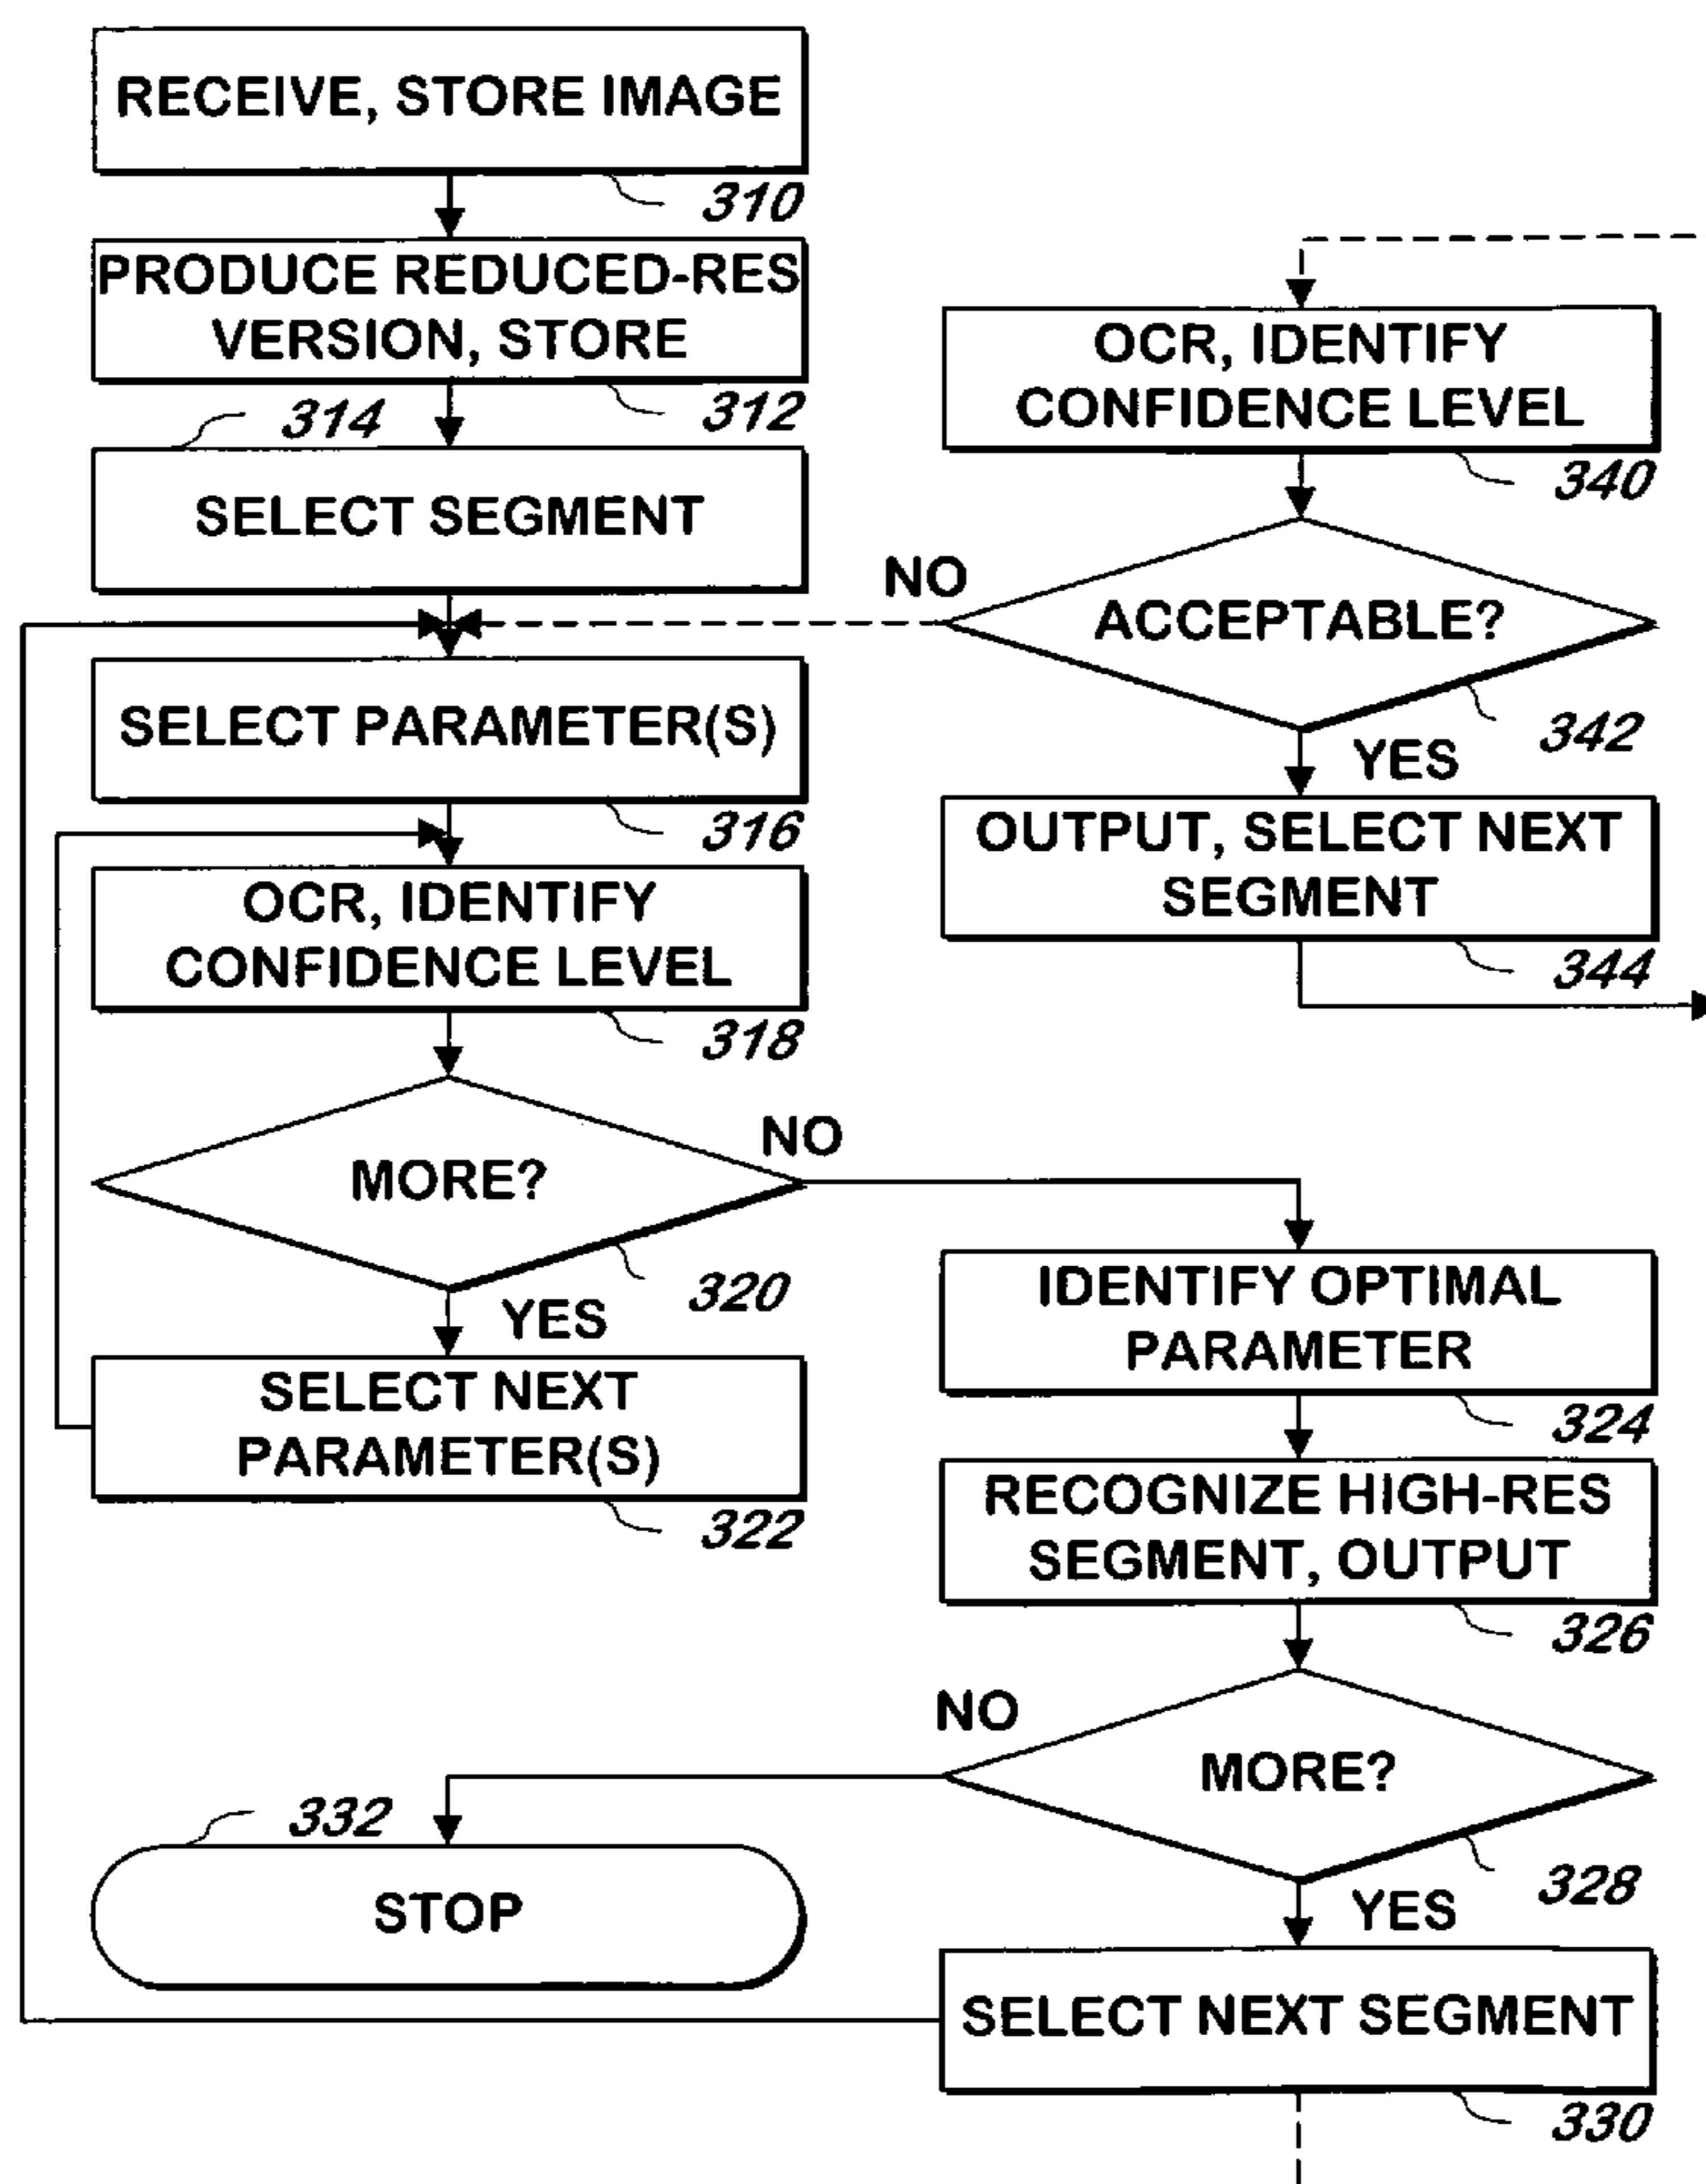 RECEIVE, STORE IMAGE
310
PRODUCE REDUCED-RES
VERSION, STORE
312
314
SELECT SEGMENT
SELECT PARAMETER(S)
316
OCR, IDENTIFY
CONFIDENCE LEVEL
318
MORE?
NO
320
YES
SELECT NEXT
PARAMETER(S)
322
OCR, IDENTIFY
CONFIDENCE LEVEL
340
NO
ACCEPTABLE?
342
YES
OUTPUT, SELECT NEXT
SEGMENT
344
IDENTIFY OPTIMAL
PARAMETER
324
RECOGNIZE HIGH-RES
SEGMENT, OUTPUT
326
NO
MORE?
328
YES
332
STOP
SELECT NEXT SEGMENT
330